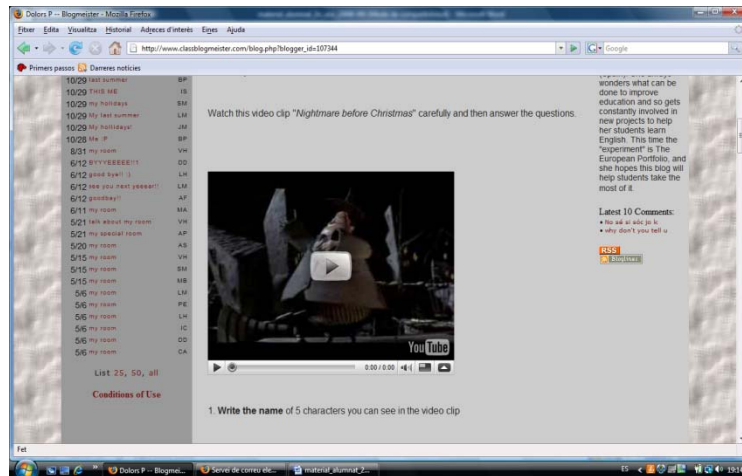 Dolors P -- Blogmeister - Mozilla Firefox
Fitxer Edita Visualitza Historial Adreces d'interès Eines Ajuda
http://www.classblogmeister.com/blog.php?blogger_id=107344
Google
Primers passos Darreres notícies
10/29 last summer BP
10/29 THIS ME IS
10/29 my holidays SM
10/29 My last summer LM
10/29 My holidays! JM
10/28 Me :P BP
8/31 my room VH
6/12 BYYYEEEEE!!! DD
6/12 good bye!! :) LH
6/12 see you next yeeear!! LM
6/12 goodbay!! AF
6/11 my room MA
5/21 talk about my room VH
5/21 my special room AP
5/20 my room AS
5/15 my room VH
5/15 my room SM
5/15 my room MB
5/6 my room LM
5/6 my room PE
5/6 my room LH
5/6 my room IC
5/6 my room DD
5/6 my room CA
List 25, 50, all
Conditions of Use
Watch this video clip "Nightmare before Christmas" carefully and then answer the questions.
YouTube
0:00 / 0:00
1. Write the name of 5 characters you can see in the video clip
wonders what can be
done to improve
education and so gets
constantly involved in
new projects to help
her students learn
English. This time the
"experiment" is The
European Portfolio, and
she hopes this blog will
help students take the
most of it.
Latest 10 Comments:
why don't you tell u
RSS
Bloglines
Fet
Dolors P -- Blogmei...
Servei de correu ele...
material_alumnat_2...
ES
19:14